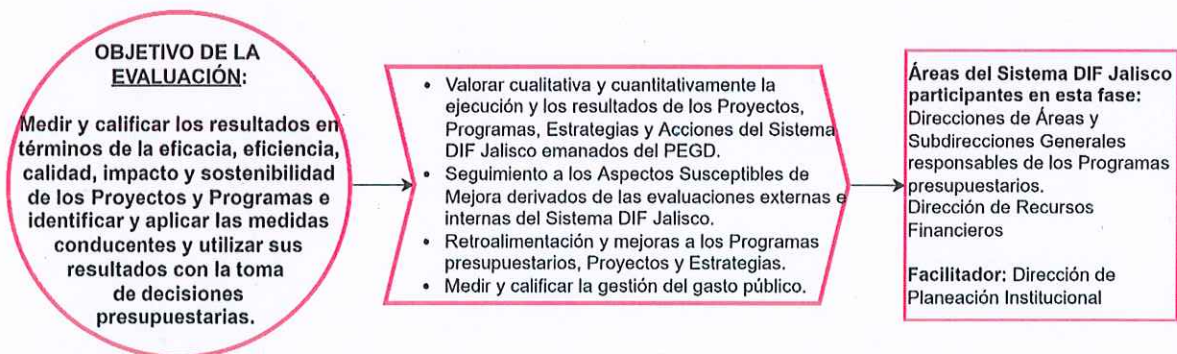 OBJETIVO DE LA
EVALUACIÓN:
Medir y calificar los resultados en
términos de la eficacia, eficiencia,
calidad, impacto y sostenibilidad
de los Proyectos y Programas e
identificar y aplicar las medidas
conducentes y utilizar sus
resultados con la toma
de decisiones
presupuestarias.
• Valorar cualitativa y cuantitativamente la
ejecución y los resultados de los Proyectos,
Programas, Estrategias y Acciones del Sistema
DIF Jalisco emanados del PEGD.
• Seguimiento a los Aspectos Susceptibles de
Mejora derivados de las evaluaciones externas e
internas del Sistema DIF Jalisco.
• Retroalimentación y mejoras a los Programas
presupuestarios, Proyectos y Estrategias.
• Medir y calificar la gestión del gasto público.
Áreas del Sistema DIF Jalisco
participantes en esta fase:
Direcciones de Áreas y
Subdirecciones Generales
responsables de los Programas
presupuestarios.
Dirección de Recursos
Financieros
Facilitador: Dirección de
Planeación Institucional